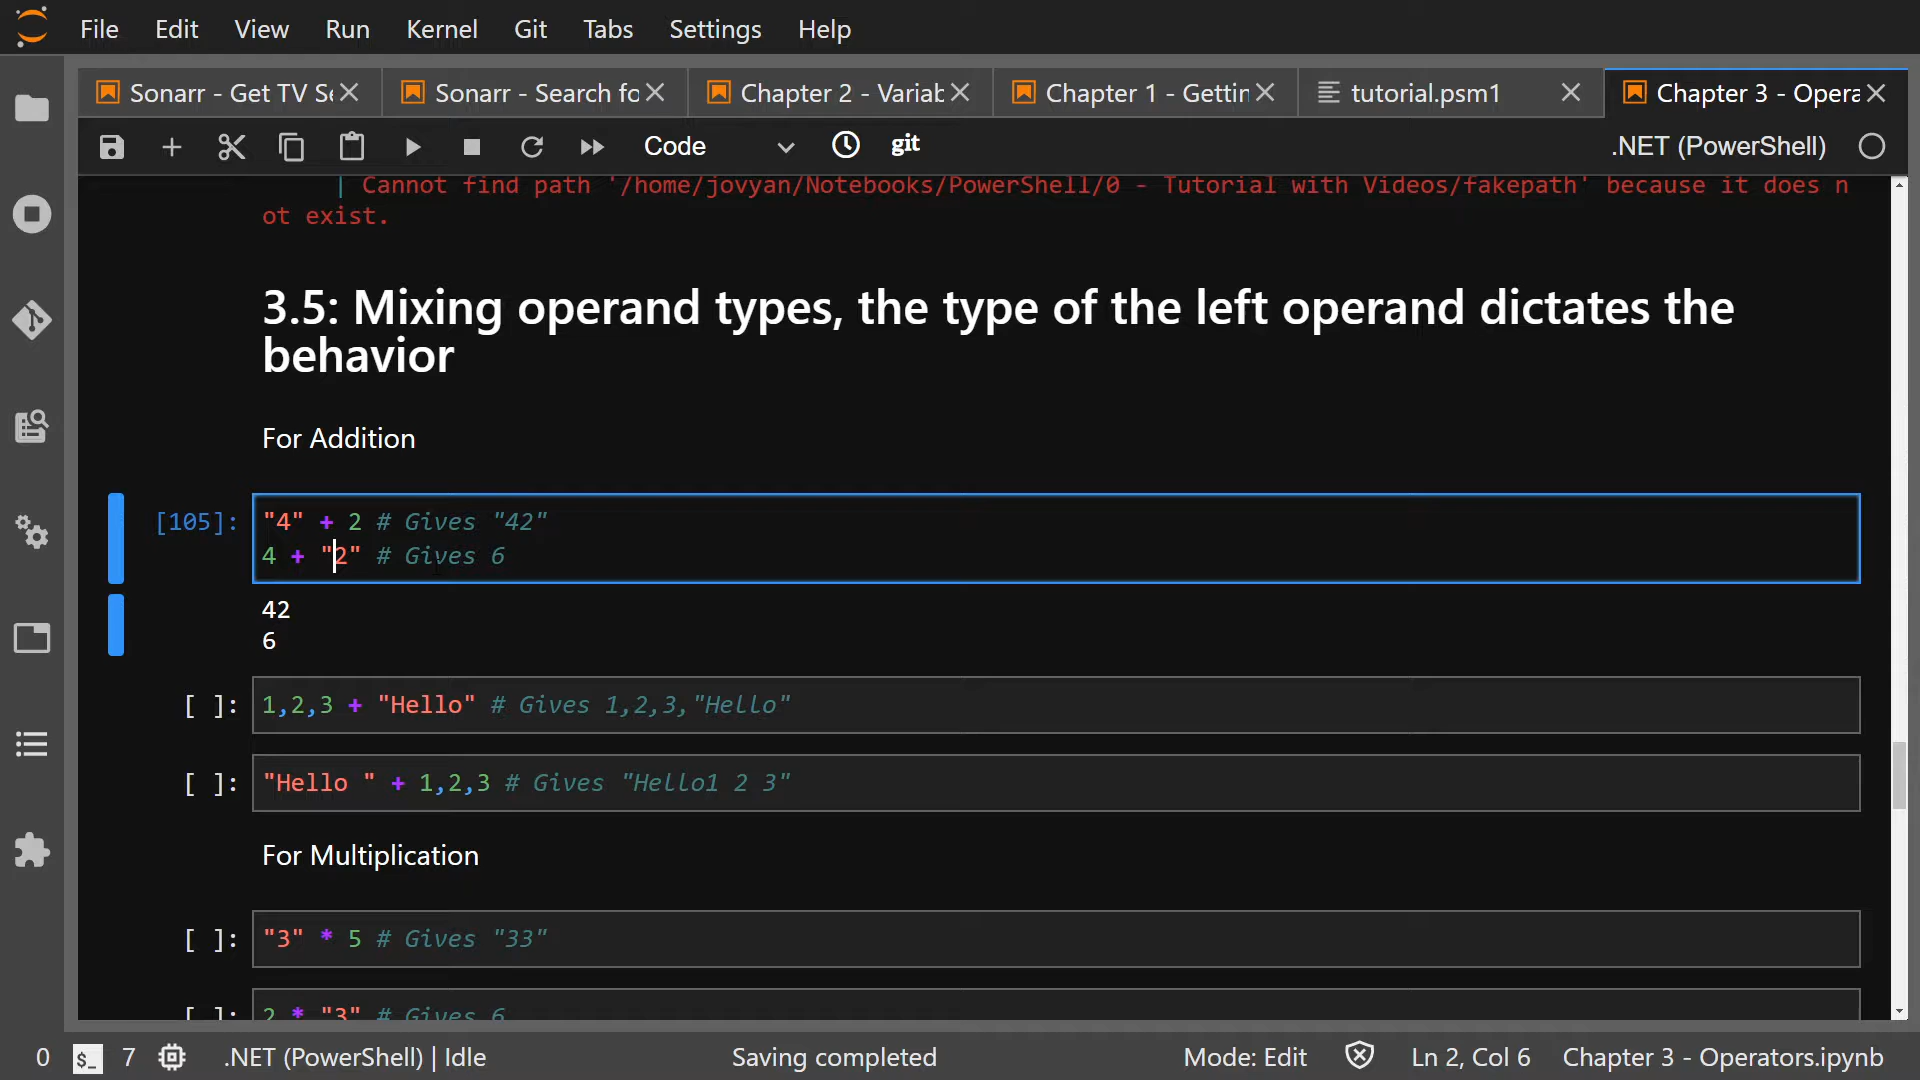 File Edit View Run Kernel Git Tabs Settings Help
Sonarr - Get TV Se Sonarr - Search fo Chapter 2 - Variab Chapter 1 - Gettin tutorial.psm1 Chapter 3 - Opera
Code git .NET (PowerShell)
| Cannot find path '/home/jovyan/Notebooks/PowerShell/0 - Tutorial with Videos/fakepath' because it does n
ot exist.
3.5: Mixing operand types, the type of the left operand dictates the
behavior
For Addition
[105]: "4" + 2 # Gives "42"
4 + "2" # Gives 6
42
6
[ ]: 1,2,3 + "Hello" # Gives 1,2,3,"Hello"
[ ]: "Hello " + 1,2,3 # Gives "Hello1 2 3"
For Multiplication
[ ]: "3" * 5 # Gives "33"
[ ]: 2 * "3" # Gives 6
0 $_ 7 .NET (PowerShell) | Idle Saving completed Mode: Edit Ln 2, Col 6 Chapter 3 - Operators.ipynb